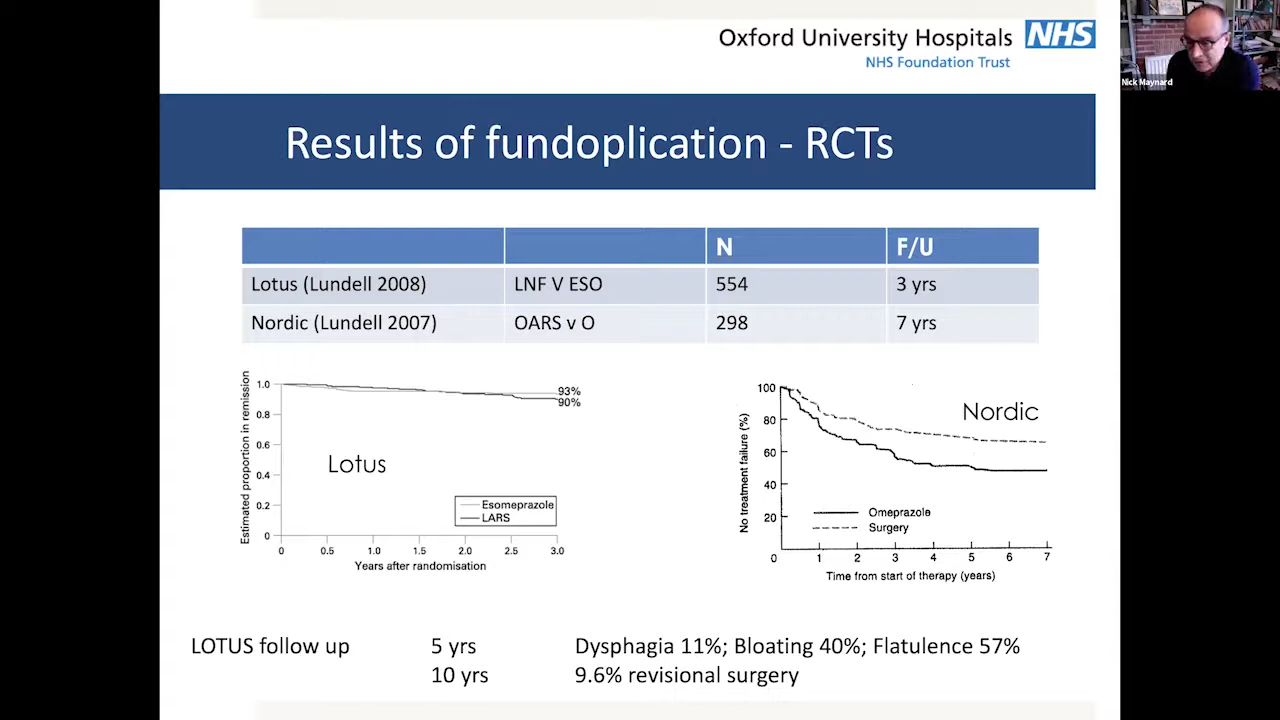 Oxford University Hospitals NHS
NHS Foundation Trust
Nick Maynard
Results of fundoplication - RCTs
N F/U
Lotus (Lundell 2008) LNF V ESO 554 3 yrs
Nordic (Lundell 2007) OARS v O 298 7 yrs
Estimated proportion in remission
1.0
0.8
0.6
0.4
0.2
0
93%
90%
Lotus
Esomeprazole
LARS
0 0.5 1.0 1.5 2.0 2.5 3.0
Years after randomisation
No treatment failure (%)
100
80
60
40
20
Nordic
Omeprazole
Surgery
0 1 2 3 4 5 6 7
Time from start of therapy (years)
LOTUS follow up 5 yrs Dysphagia 11%; Bloating 40%; Flatulence 57%
10 yrs 9.6% revisional surgery